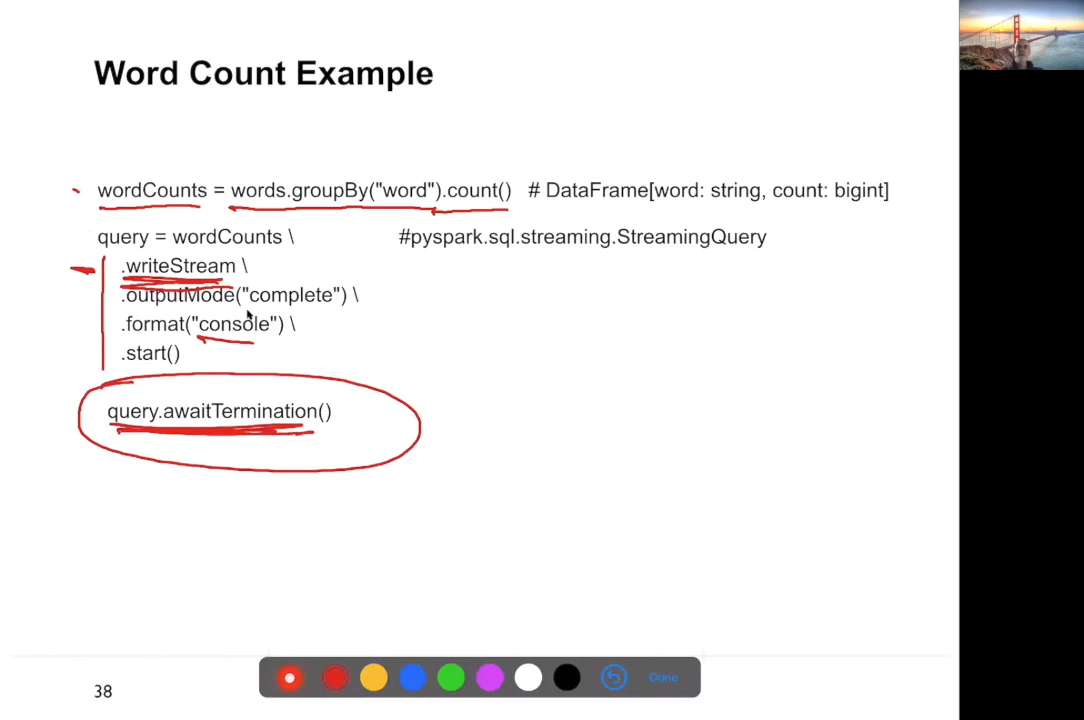 Word Count Example
wordCounts = words.groupBy("word").count() # DataFrame[word: string, count: bigint]
query = wordCounts \ #pyspark.sql.streaming.StreamingQuery
.writeStream \
.outputMode("complete") \
.format("console") \
.start()
query.awaitTermination()
Done
38